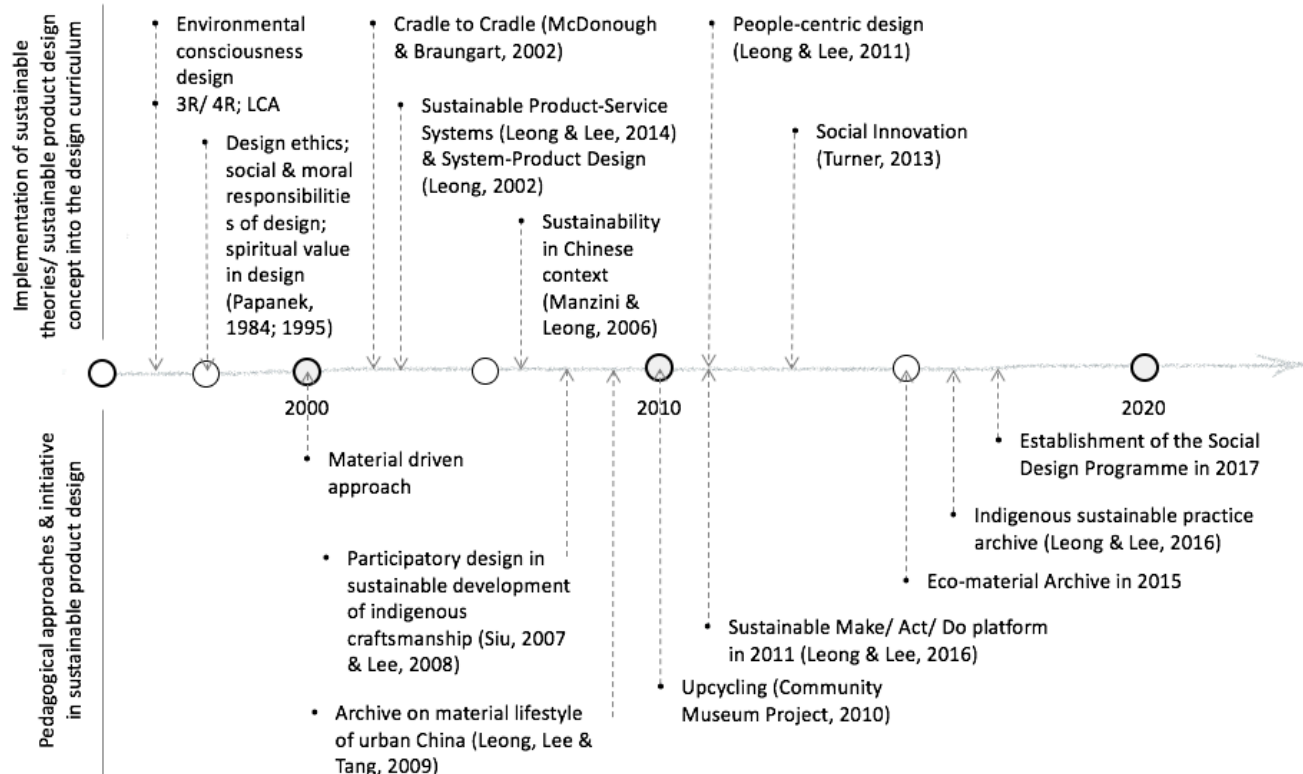 Implementation of sustainable
theories/ sustainable product design
concept into the design curriculum
• Environmental
consciousness
design
• 3R/ 4R; LCA
• Design ethics;
social & moral
responsibilitie
s of design;
spiritual value
in design
(Papanek,
1984; 1995)
• Cradle to Cradle (McDonough
& Braungart, 2002)
• Sustainable Product-Service
Systems (Leong & Lee, 2014)
& System-Product Design
(Leong, 2002)
• Sustainability
in Chinese
context
(Manzini &
Leong, 2006)
• People-centric design
(Leong & Lee, 2011)
• Social Innovation
(Turner, 2013)
2000
2010
2020
Pedagogical approaches & initiative
in sustainable product design
• Material driven
approach
• Participatory design in
sustainable development
of indigenous
craftsmanship (Siu, 2007
& Lee, 2008)
• Archive on material lifestyle
of urban China (Leong, Lee &
Tang, 2009)
• Establishment of the Social
Design Programme in 2017
• Indigenous sustainable practice
archive (Leong & Lee, 2016)
• Eco-material Archive in 2015
• Sustainable Make/ Act/ Do platform
in 2011 (Leong & Lee, 2016)
• Upcycling (Community
Museum Project, 2010)